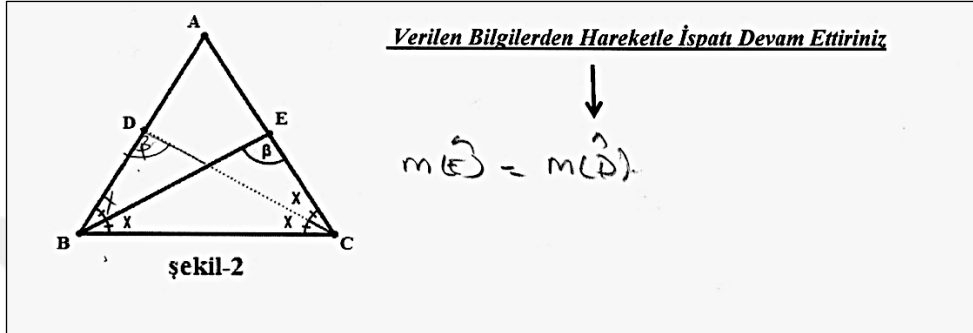 A
Verilen Bilgilerden Hareketle İspatı Devam Ettiriniz
D
E
β
β
m(Ê) = m(D̂).
x
x
x
x
B
C
şekil-2